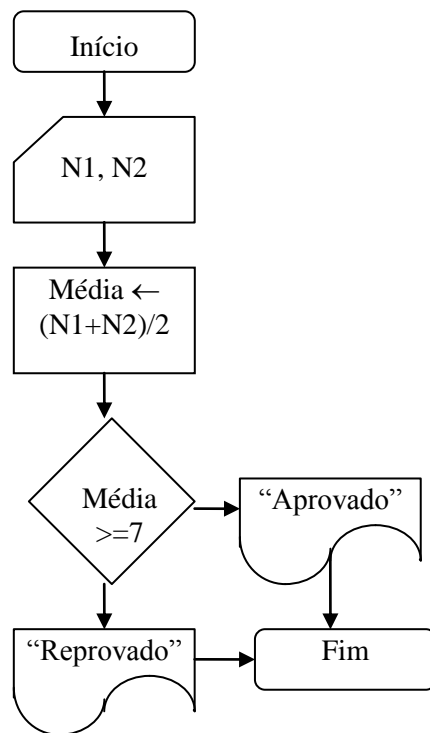 Início
N1, N2
Média ←
(N1+N2)/2
Média
>=7
“Aprovado”
“Reprovado”
Fim